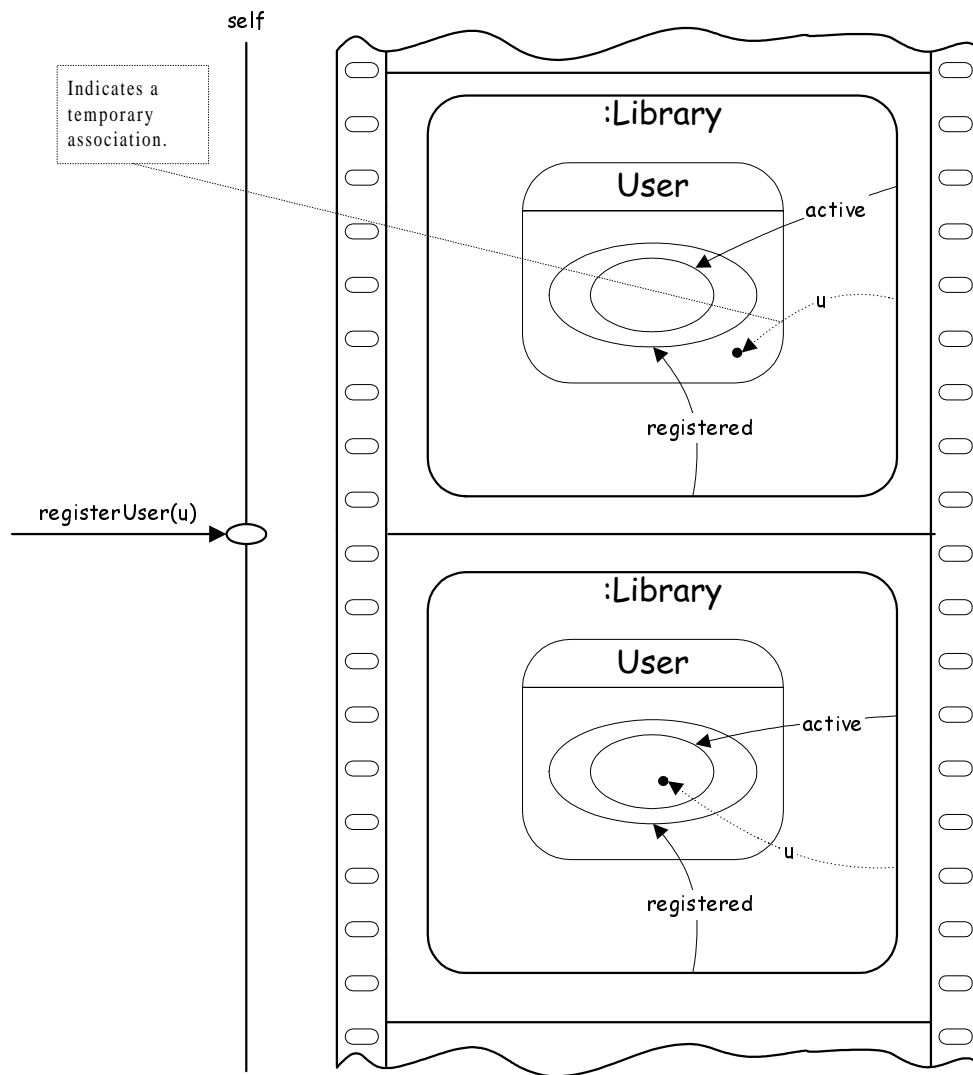 self
Indicates a
temporary
association.
:Library
User
active
u
registered
registerUser(u)
:Library
User
active
u
registered